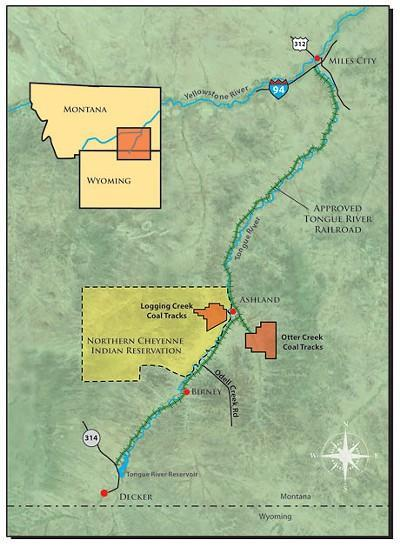 312
MILES CITY
94
Yellowstone River
MONTANA
WYOMING
APPROVED
TONGUE RIVER
RAILROAD
Tongue River
Logging Creek
Coal Tracks
ASHLAND
NORTHERN CHEYENNE
INDIAN RESERVATION
Otter Creek
Coal Tracks
Odell Creek Rd
BIRNEY
314
Tongue River Reservoir
DECKER
N
W
E
S
Montana
Wyoming